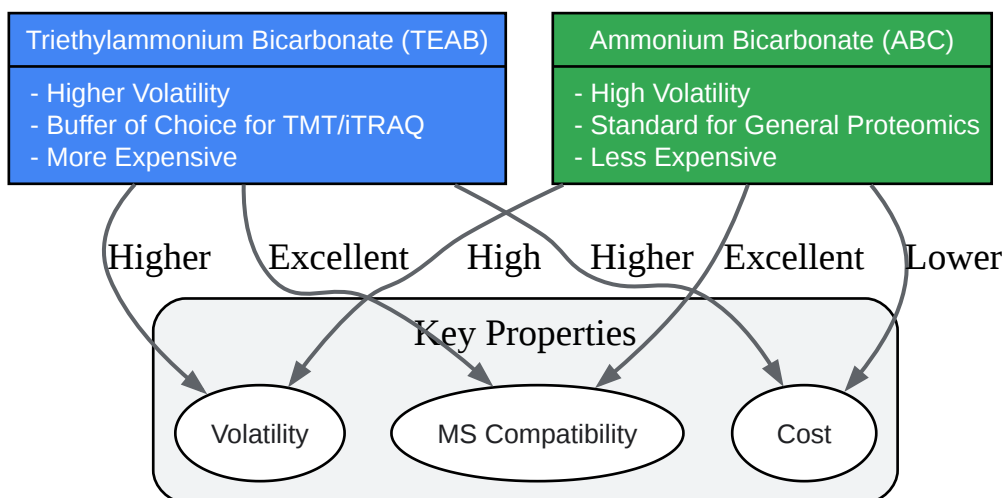 Triethylammonium Bicarbonate (TEAB)
- Higher Volatility
- Buffer of Choice for TMT/iTRAQ
- More Expensive
Ammonium Bicarbonate (ABC)
- High Volatility
- Standard for General Proteomics
- Less Expensive
Higher
Excellent
High
Higher
Excellent
Lower
Key Properties
Volatility
MS Compatibility
Cost